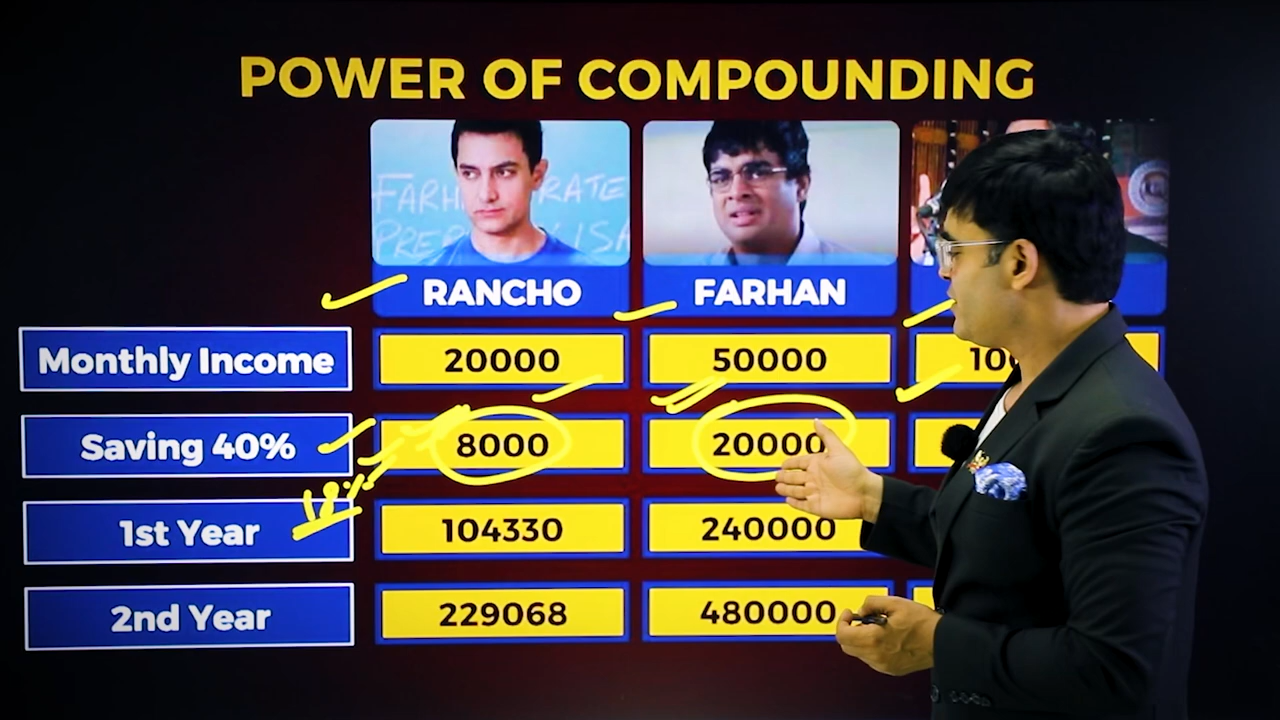 POWER OF COMPOUNDING
RANCHO FARHAN
Monthly Income 20000 50000
Saving 40% 8000 20000
18%
1st Year 104330 240000
2nd Year 229068 480000